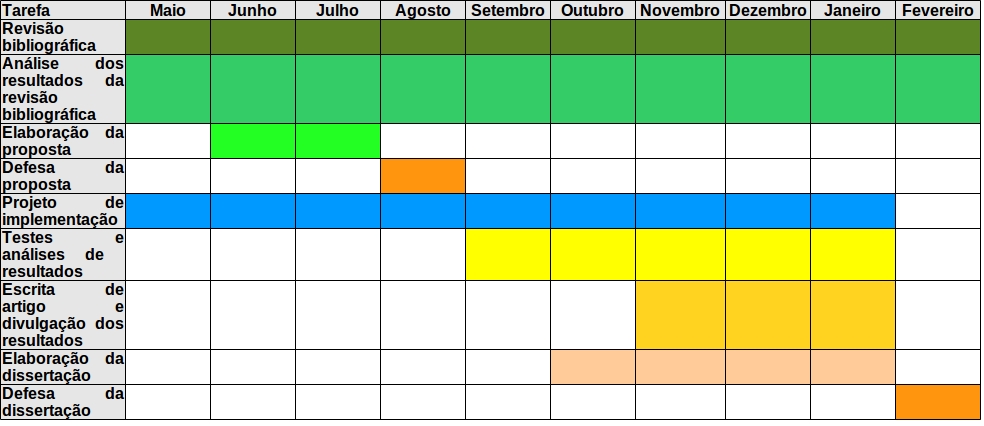 Tarefa Maio Junho Julho Agosto Setembro Outubro Novembro Dezembro Janeiro Fevereiro
Revisão
bibliográfica
Análise dos
resultados da
revisão
bibliográfica
Elaboração da
proposta
Defesa da
proposta
Projeto de
implementação
Testes e
análises de
resultados
Escrita de
artigo e
divulgação dos
resultados
Elaboração da
dissertação
Defesa da
dissertação